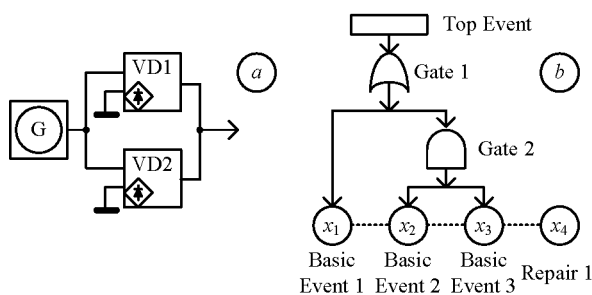 VD1
a
G
VD2
Top Event
Gate 1
b
Gate 2
x1
x2
x3
x4
Basic
Event 1
Basic
Event 2
Basic
Event 3
Repair 1